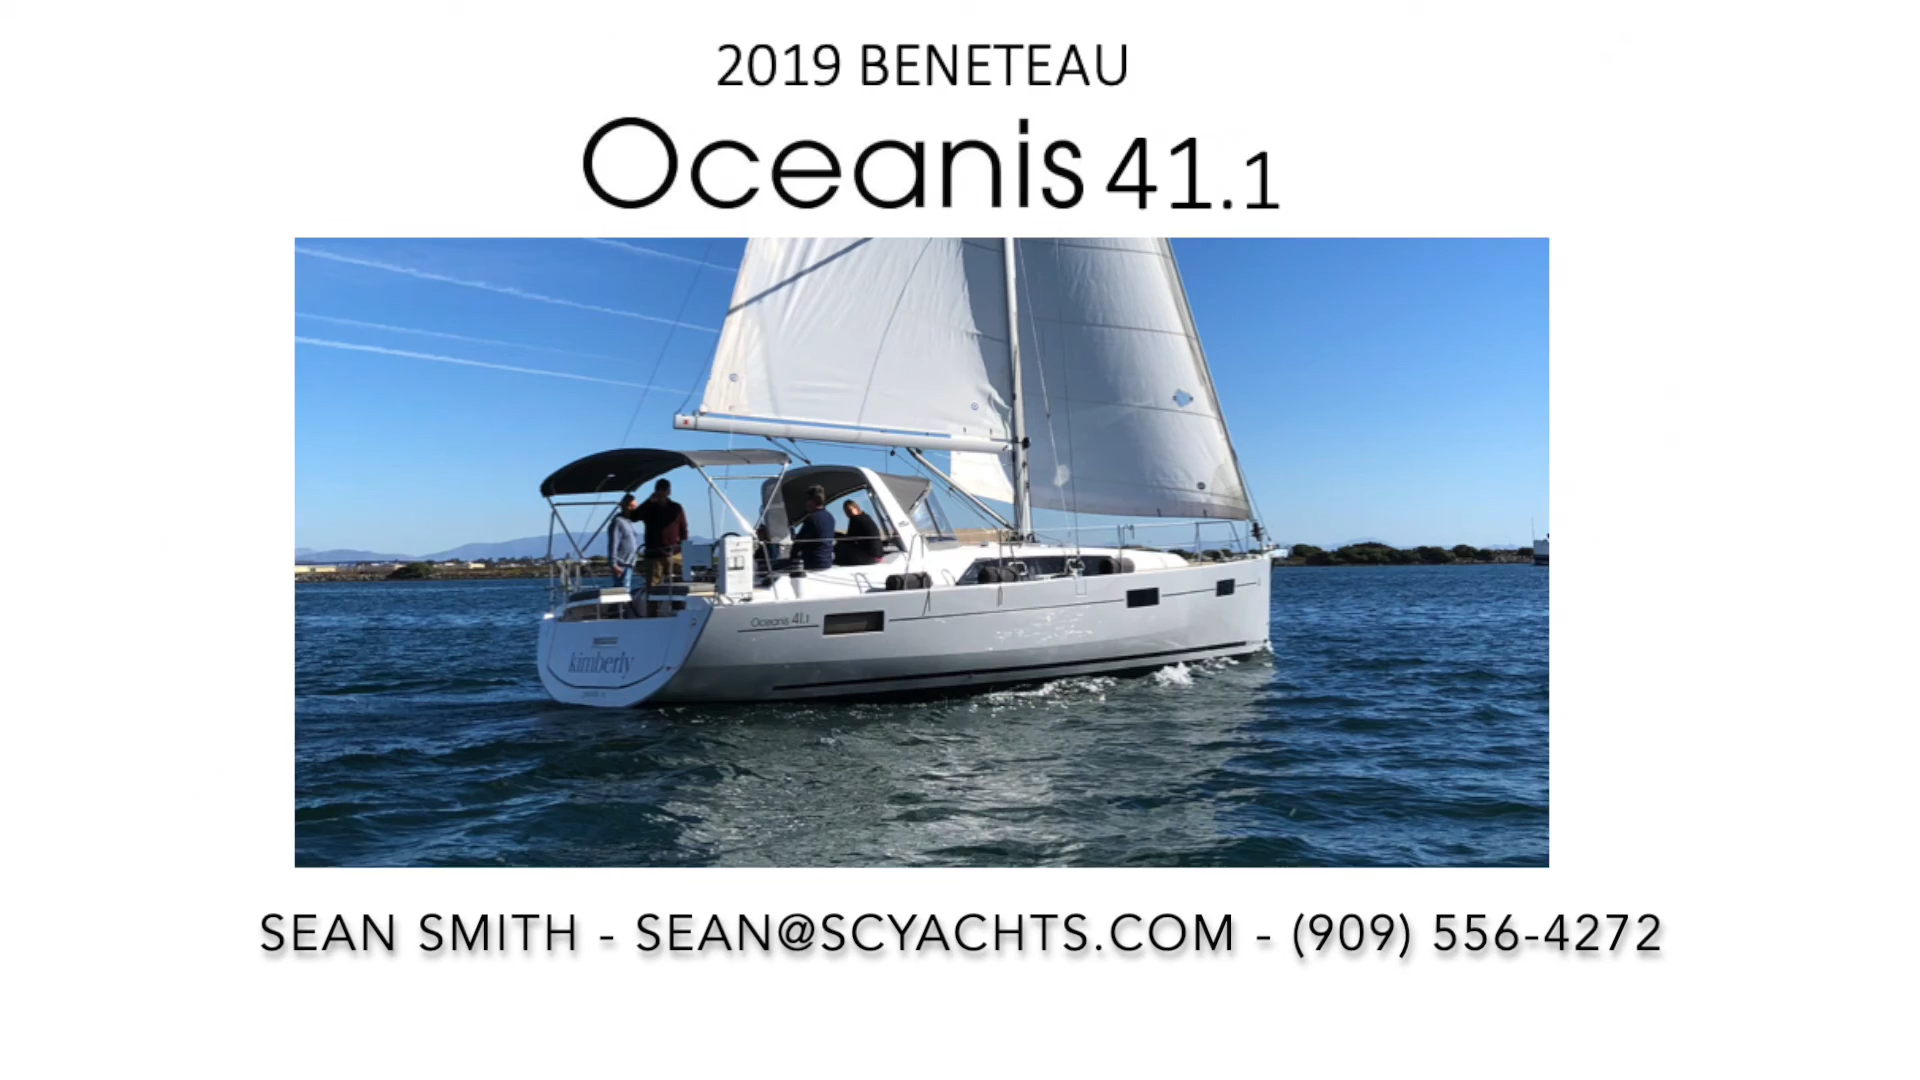 2019 BENETEAU
Oceanis 41.1
Oceanis 41.1
kimberly
SEAN SMITH - SEAN@SCYACHTS.COM - (909) 556-4272